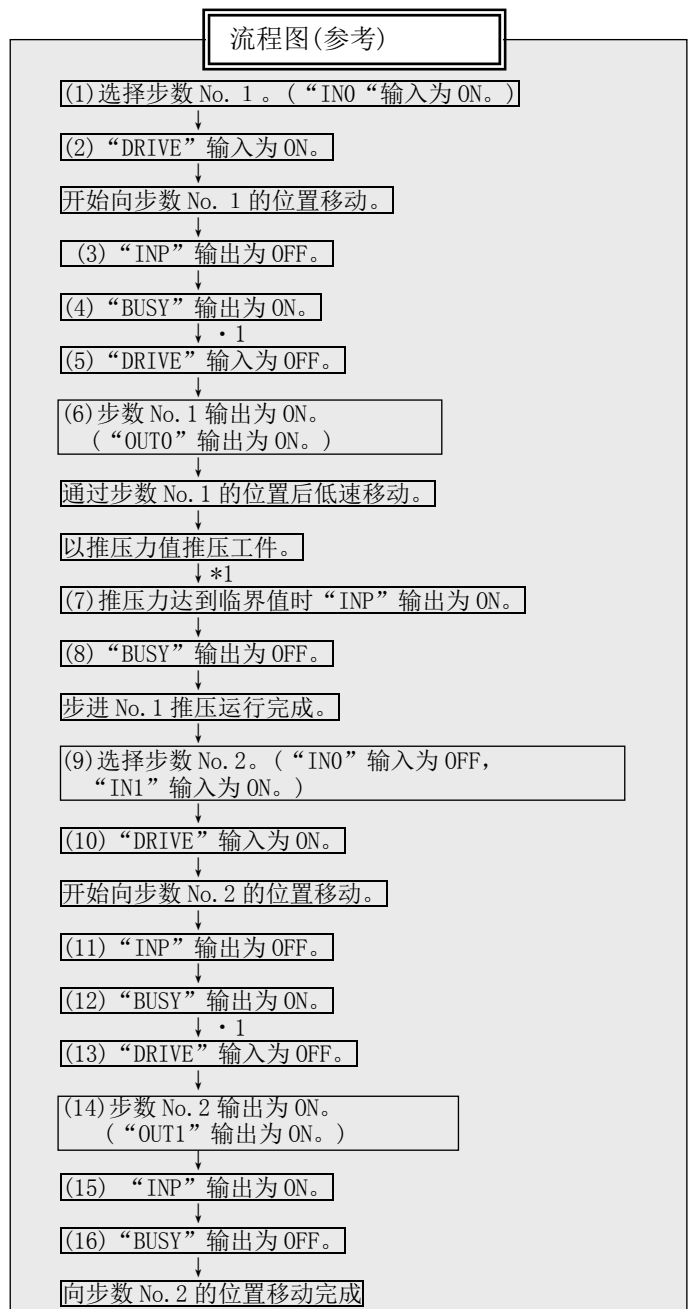 流程图(参考)
(1)选择步数 No. 1 。(“IN0 “输入为 ON。)
↓
(2) “DRIVE” 输入为 ON。
↓
开始向步数 No. 1 的位置移动。
↓
(3) “INP” 输出为 OFF。
↓
(4) “BUSY” 输出为 ON。
↓ ・1
(5) “DRIVE” 输入为 OFF。
↓
(6)步数 No.1 输出为 ON。
(“OUT0” 输出为 ON。)
↓
通过步数 No.1 的位置后低速移动。
↓
以推压力值推压工件。
↓ *1
(7)推压力达到临界值时 “INP” 输出为 ON。
↓
(8) “BUSY” 输出为 OFF。
↓
步进 No.1 推压运行完成。
↓
(9)选择步数 No.2。(“IN0” 输入为 OFF,
“IN1” 输入为 ON。)
↓
(10) “DRIVE” 输入为 ON。
↓
开始向步数 No.2 的位置移动。
↓
(11) “INP” 输出为 OFF。
↓
(12) “BUSY” 输出为 ON。
↓ ・1
(13) “DRIVE” 输入为 OFF。
↓
(14)步数 No.2 输出为 ON。
(“OUT1” 输出为 ON。)
↓
(15) “INP” 输出为 ON。
↓
(16) “BUSY” 输出为 OFF。
↓
向步数 No.2 的位置移动完成